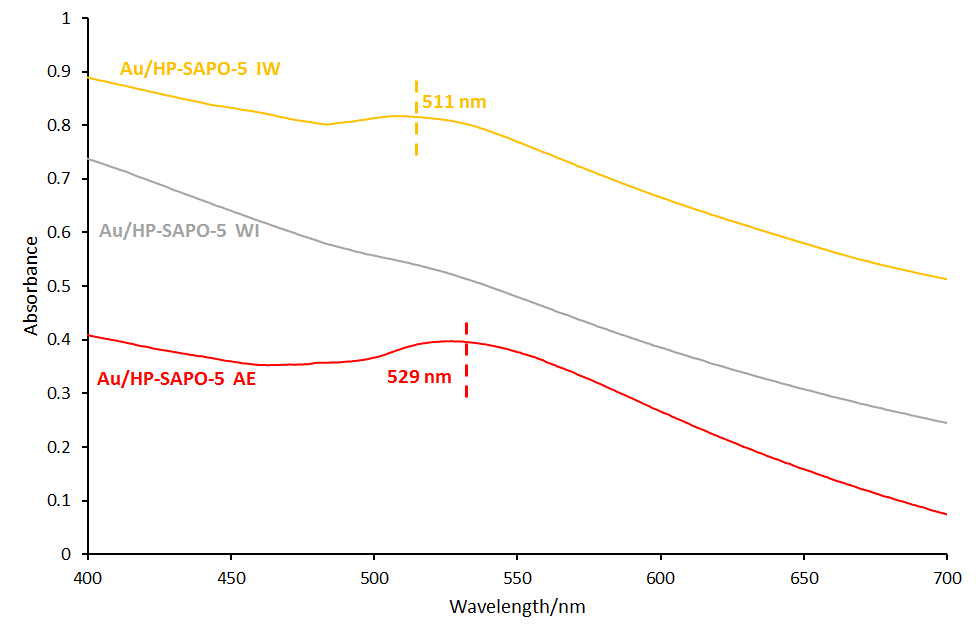 1
0.9
0.8
0.7
0.6
0.5
0.4
0.3
0.2
0.1
0
Absorbance
Au/HP-SAPO-5 IW
511 nm
Au/HP-SAPO-5 WI
Au/HP-SAPO-5 AE
529 nm
400 450 500 550 600 650 700
Wavelength/nm